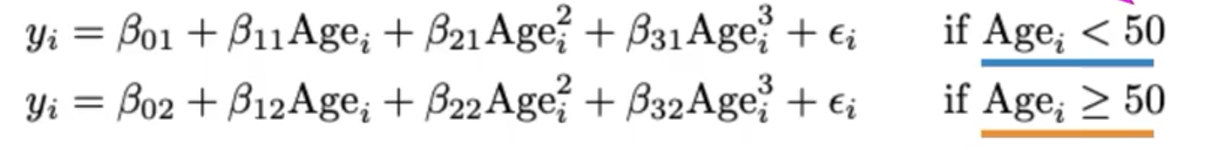 yᵢ = β₀₁ + β₁₁Ageᵢ + β₂₁Ageᵢ² + β₃₁Ageᵢ³ + ϵᵢ if Ageᵢ < 50
yᵢ = β₀₂ + β₁₂Ageᵢ + β₂₂Ageᵢ² + β₃₂Ageᵢ³ + ϵᵢ if Ageᵢ ≥ 50